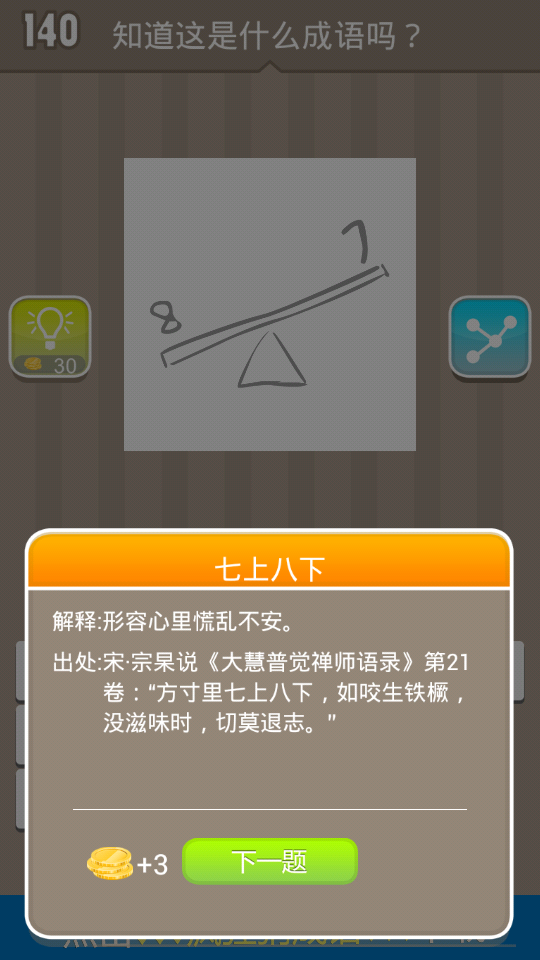 140 知道这是什么成语吗？
7
8
30
七上八下
解释:形容心里慌乱不安。
出处:宋·宗杲说《大慧普觉禅师语录》第21
卷：“方寸里七上八下，如咬生铁橛，
没滋味时，切莫退志。”
+3 下一题